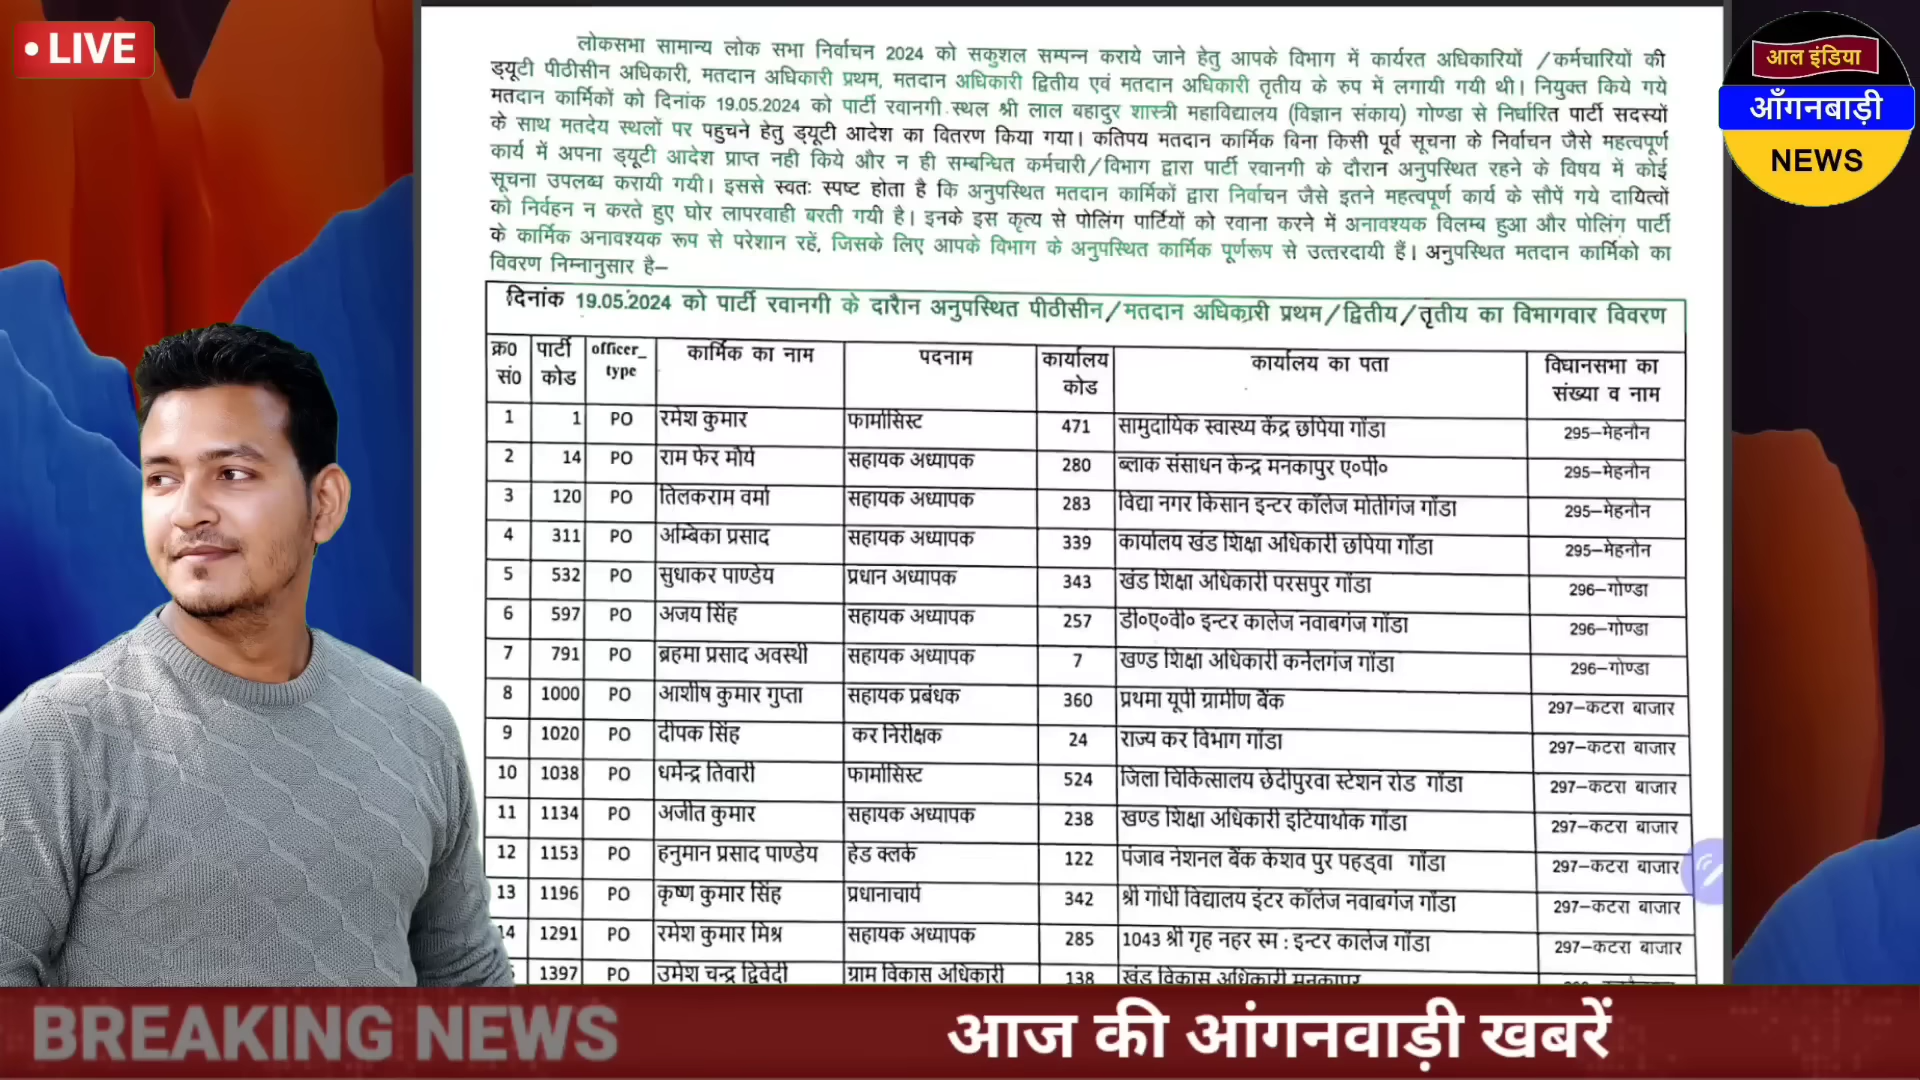 LIVE
आल इंडिया
आँगनबाड़ी
NEWS
लोकसभा सामान्य लोक सभा निर्वाचन 2024 को सकुशल सम्पन्न कराये जाने हेतु आपके विभाग में कार्यरत अधिकारियों /कर्मचारियों की
ड्यूटी पीठीसीन अधिकारी, मतदान अधिकारी प्रथम, मतदान अधिकारी द्वितीय एवं मतदान अधिकारी तृतीय के रुप में लगायी गयी थी। नियुक्त किये गये
मतदान कार्मिकों को दिनांक 19.05.2024 को पार्टी रवानगी स्थल श्री लाल बहादुर शास्त्री महाविद्यालय (विज्ञान संकाय) गोण्डा से निर्धारित पार्टी सदस्यों
के साथ मतदेय स्थलों पर पहुचने हेतु ड्यूटी आदेश का वितरण किया गया। कतिपय मतदान कार्मिक बिना किसी पूर्व सूचना के निर्वाचन जैसे महत्वपूर्ण
कार्य में अपना ड्यूटी आदेश प्राप्त नही किये और न ही सम्बन्धित कर्मचारी/विभाग द्वारा पार्टी रवानगी के दौरान अनुपस्थित रहने के विषय में कोई
सूचना उपलब्ध करायी गयी। इससे स्वतः स्पष्ट होता है कि अनुपस्थित मतदान कार्मिकों द्वारा निर्वाचन जैसे इतने महत्वपूर्ण कार्य के सौपें गये दायित्वों
को निर्वहन न करते हुए घोर लापरवाही बरती गयी है। इनके इस कृत्य से पोलिंग पार्टियों को रवाना करने में अनावश्यक विलम्ब हुआ और पोलिंग पार्टी
के कार्मिक अनावश्यक रूप से परेशान रहें, जिसके लिए आपके विभाग के अनुपस्थित कार्मिक पूर्णरूप से उत्तरदायी हैं। अनुपस्थित मतदान कार्मिको का
विवरण निम्नानुसार है–
दिनांक 19.05.2024 को पार्टी रवानगी के दारौन अनुपस्थित पीठीसीन/मतदान अधिकारी प्रथम/द्वितीय/तृतीय का विभागवार विवरण
क्र0 सं0 पार्टी कोड officer_type कार्मिक का नाम पदनाम कार्यालय कोड कार्यालय का पता विधानसभा का संख्या व नाम
1 1 PO रमेश कुमार फार्मासिस्ट 471 सामुदायिक स्वास्थ्य केंद्र छपिया गोंडा 295–मेहनौन
2 14 PO राम फेर मौर्य सहायक अध्यापक 280 ब्लाक संसाधन केन्द्र मनकापुर ए०पी० 295–मेहनौन
3 120 PO तिलकराम वर्मा सहायक अध्यापक 283 विद्या नगर किसान इन्टर कॉलेज मोतीगंज गोंडा 295–मेहनौन
4 311 PO अम्बिका प्रसाद सहायक अध्यापक 339 कार्यालय खंड शिक्षा अधिकारी छपिया गोंडा 295–मेहनौन
5 532 PO सुधाकर पाण्डेय प्रधान अध्यापक 343 खंड शिक्षा अधिकारी परसपुर गोंडा 296–गोण्डा
6 597 PO अजय सिंह सहायक अध्यापक 257 डी०ए०वी० इन्टर कालेज नवाबगंज गोंडा 296–गोण्डा
7 791 PO ब्रहमा प्रसाद अवस्थी सहायक अध्यापक 7 खण्ड शिक्षा अधिकारी कर्नलगंज गोंडा 296–गोण्डा
8 1000 PO आशीष कुमार गुप्ता सहायक प्रबंधक 360 प्रथमा यूपी ग्रामीण बैंक 297–कटरा बाजार
9 1020 PO दीपक सिंह कर निरीक्षक 24 राज्य कर विभाग गोंडा 297–कटरा बाजार
10 1038 PO धर्मेन्द्र तिवारी फार्मासिस्ट 524 जिला चिकित्सालय छेदीपुरवा स्टेशन रोड गोंडा 297–कटरा बाजार
11 1134 PO अजीत कुमार सहायक अध्यापक 238 खण्ड शिक्षा अधिकारी इटियाथोक गोंडा 297–कटरा बाजार
12 1153 PO हनुमान प्रसाद पाण्डेय हेड क्लर्क 122 पंजाब नेशनल बैंक केशव पुर पहड़वा गोंडा 297–कटरा बाजार
13 1196 PO कृष्ण कुमार सिंह प्रधानाचार्य 342 श्री गांधी विद्यालय इंटर कॉलेज नवाबगंज गोंडा 297–कटरा बाजार
14 1291 PO रमेश कुमार मिश्र सहायक अध्यापक 285 1043 श्री गृह नहर स्म : इन्टर कालेज गोंडा 297–कटरा बाजार
1397 PO उमेश चन्द्र द्विवेदी ग्राम विकास अधिकारी 138 खंड विकास अधिकारी मनकापुर
BREAKING NEWS
आज की आंगनवाड़ी खबरें